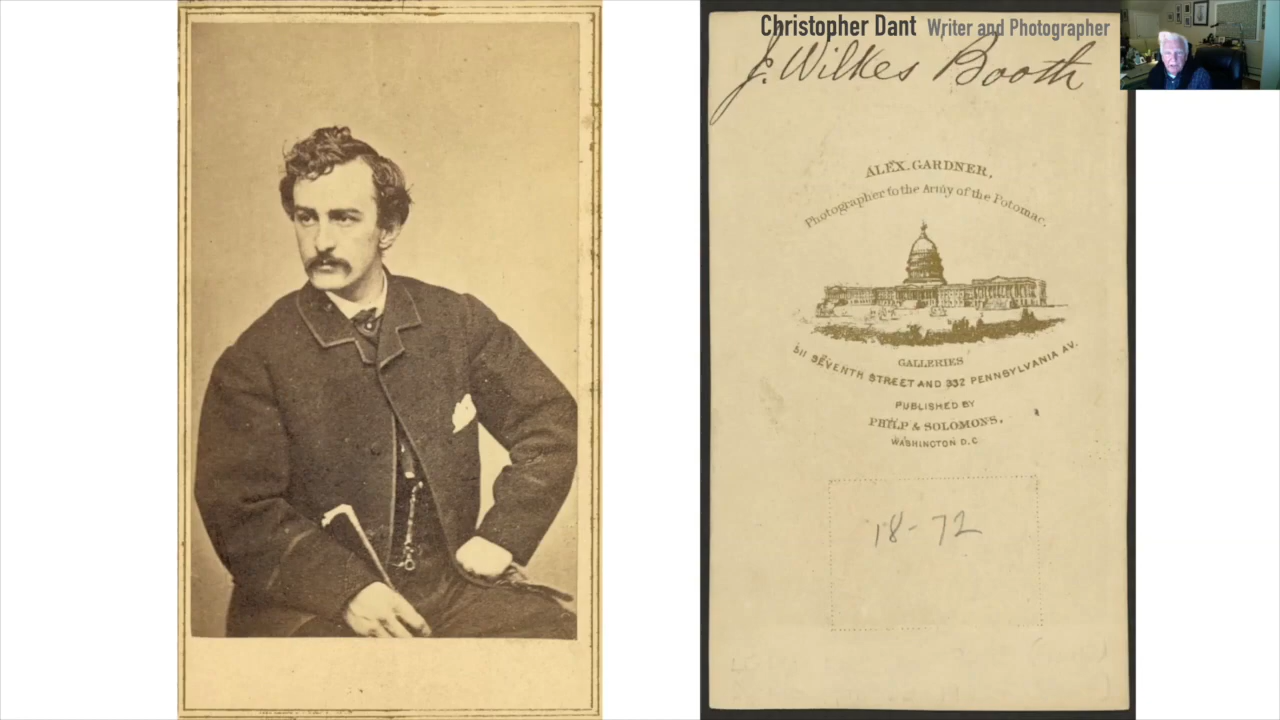 Christopher Dant Writer and Photographer
J. Wilkes Booth
ALEX. GARDNER,
Photographer to the Army of the Potomac.
GALLERIES
511 SEVENTH STREET AND 332 PENNSYLVANIA AV.
PUBLISHED BY
PHILP & SOLOMONS,
WASHINGTON D.C
18-72